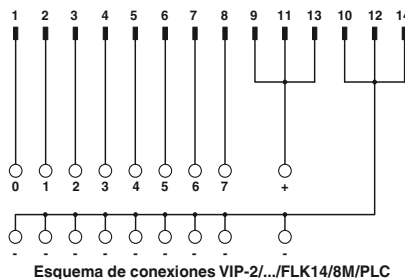 1 2 3 4 5 6 7 8 9 11 13 10 12 14
0 1 2 3 4 5 6 7 +
- - - - - - - - -
Esquema de conexiones VIP-2/.../FLK14/8M/PLC